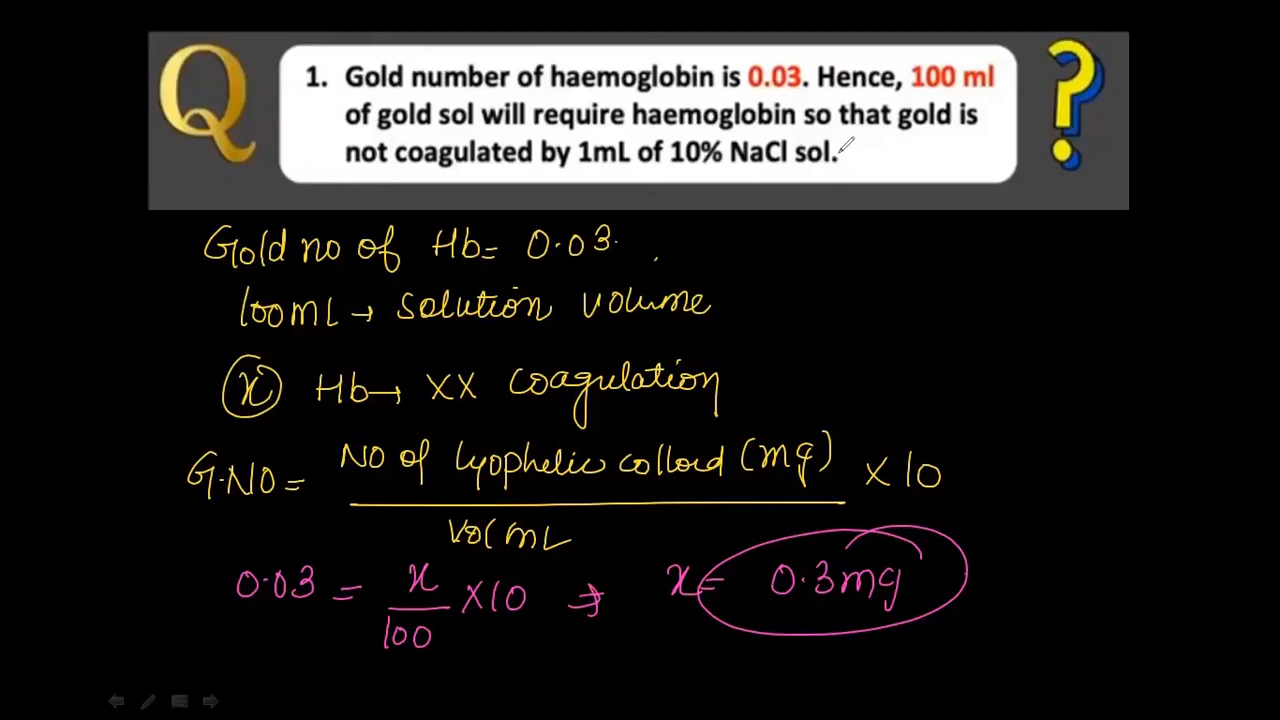 Q
?
1. Gold number of haemoglobin is 0.03. Hence, 100 ml
of gold sol will require haemoglobin so that gold is
not coagulated by 1mL of 10% NaCl sol.
Gold no of Hb= 0.03.
100mL → solution volume
x Hb→ XX coagulation
G.NO = NO of lyophelic colloid (mg) × 10
vol mL
0.03 = x × 10 ⇒ x = 0.3mg
100